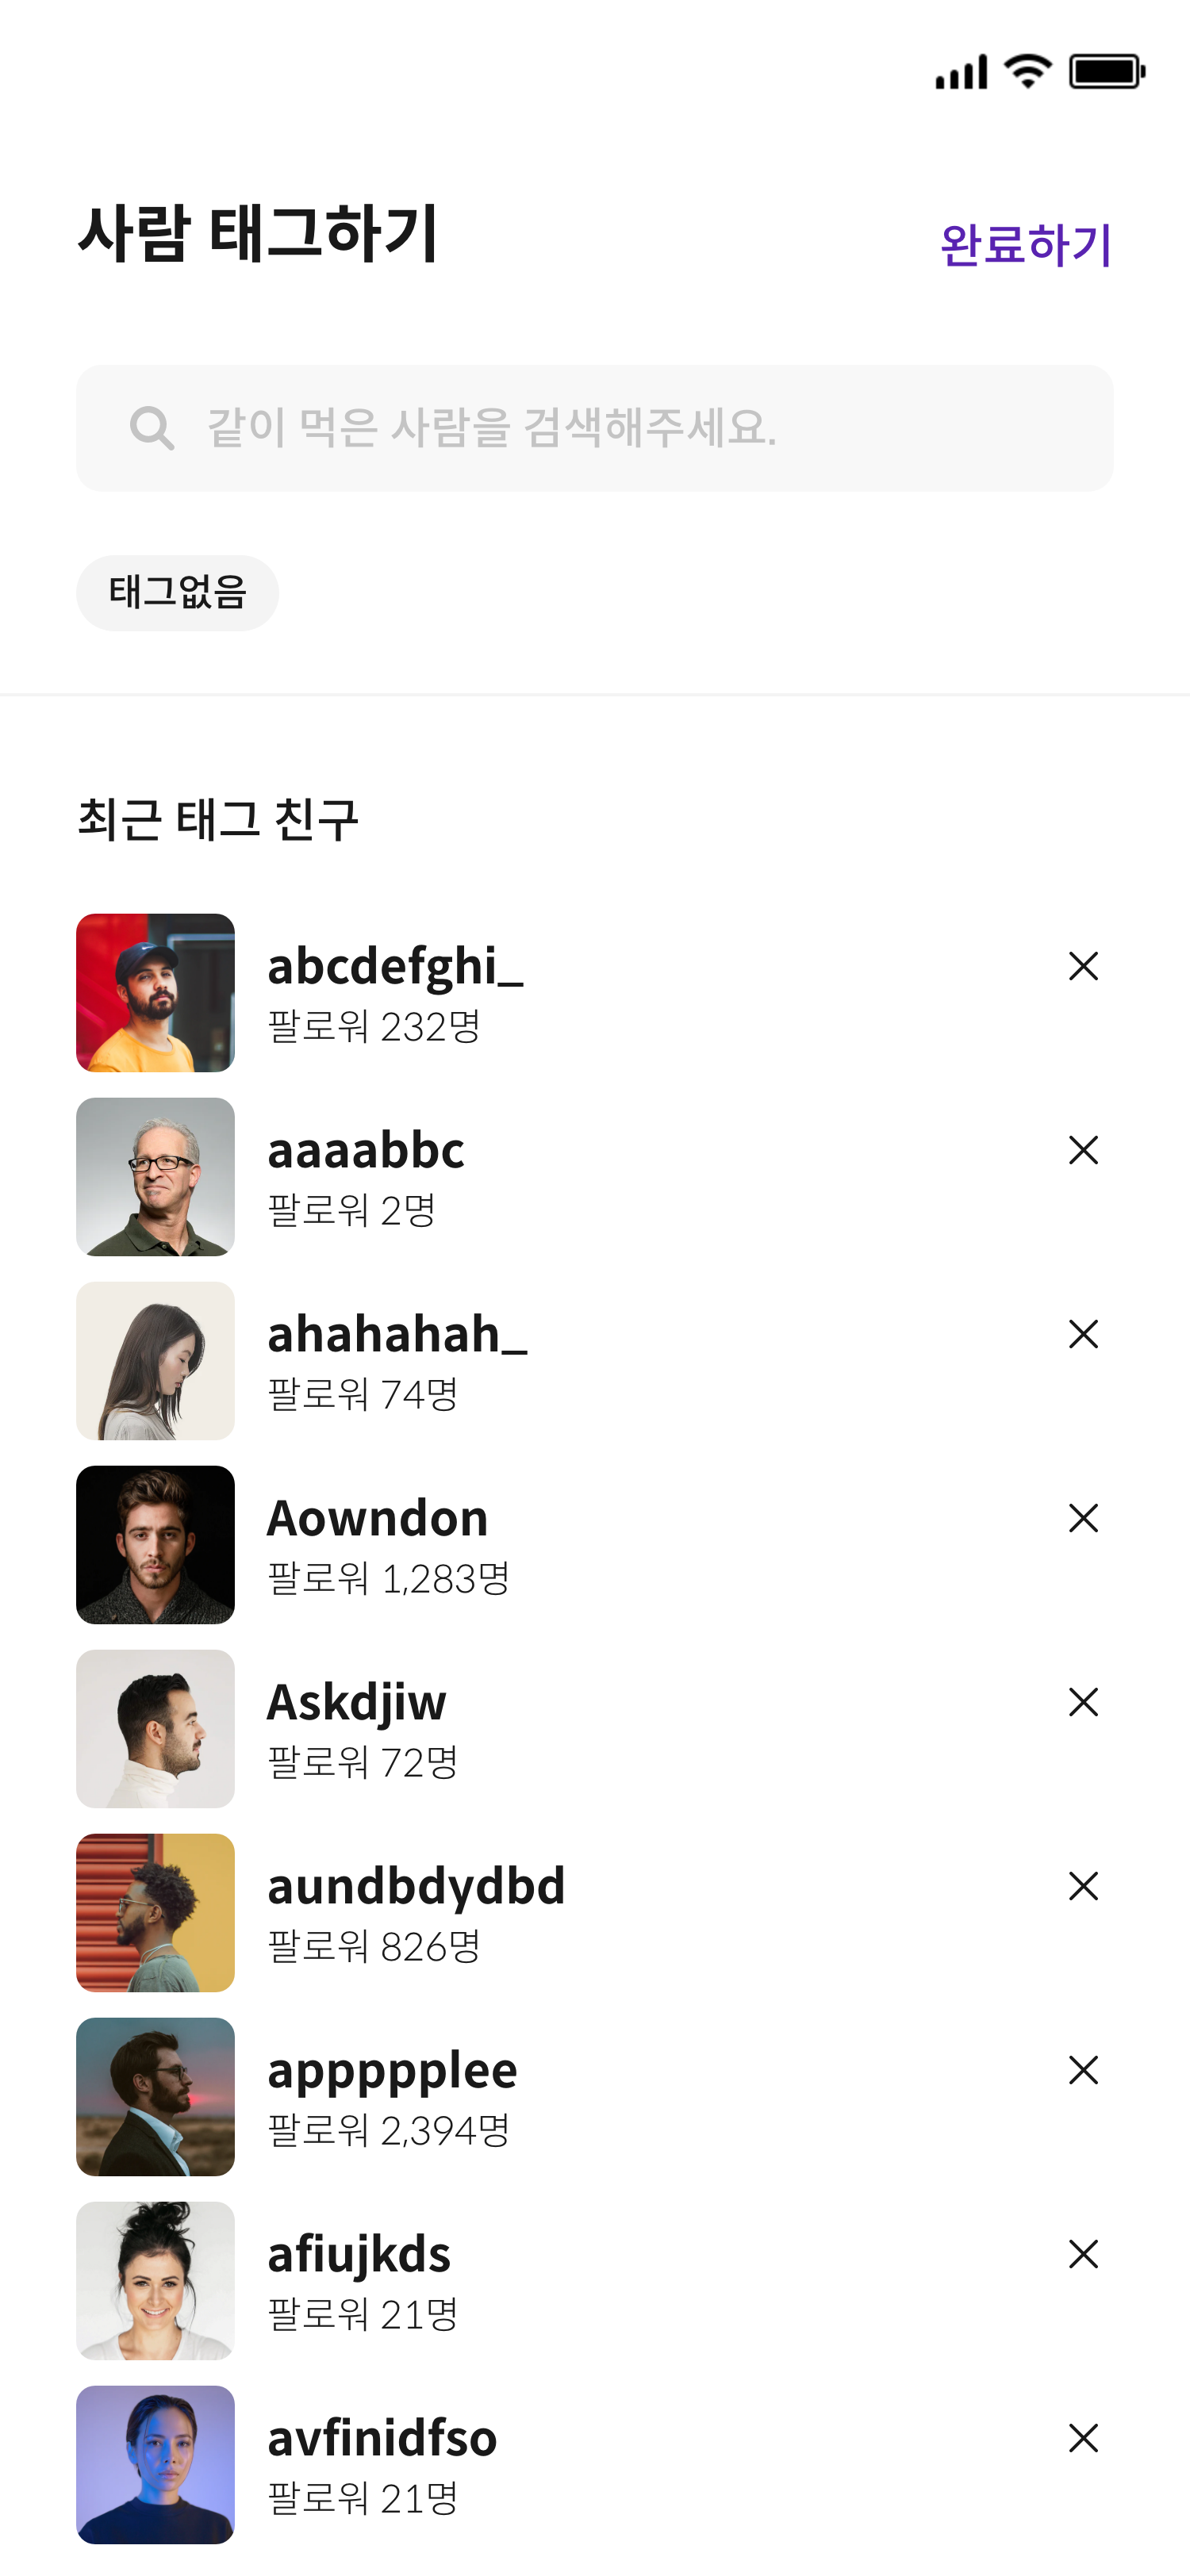 사람 태그하기
완료하기
같이 먹은 사람을 검색해주세요.
태그없음
최근 태그 친구
abcdefghi_
팔로워 232명
aaaabbc
팔로워 2명
ahahahah_
팔로워 74명
Aowndon
팔로워 1,283명
Askdjiw
팔로워 72명
aundbdydbd
팔로워 826명
appppplee
팔로워 2,394명
afiujkds
팔로워 21명
avfinidfso
팔로워 21명